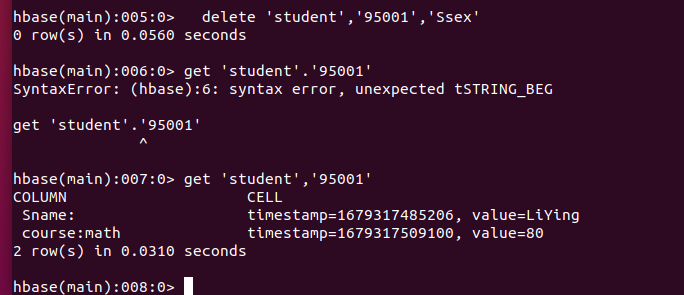 hbase(main):005:0>   delete 'student','95001','Ssex'
0 row(s) in 0.0560 seconds
hbase(main):006:0> get 'student'.'95001'
SyntaxError: (hbase):6: syntax error, unexpected tSTRING_BEG
get 'student'.'95001'
^
hbase(main):007:0> get 'student','95001'
COLUMN                CELL
 Sname:                timestamp=1679317485206, value=LiYing
 course:math           timestamp=1679317509100, value=80
2 row(s) in 0.0310 seconds
hbase(main):008:0>